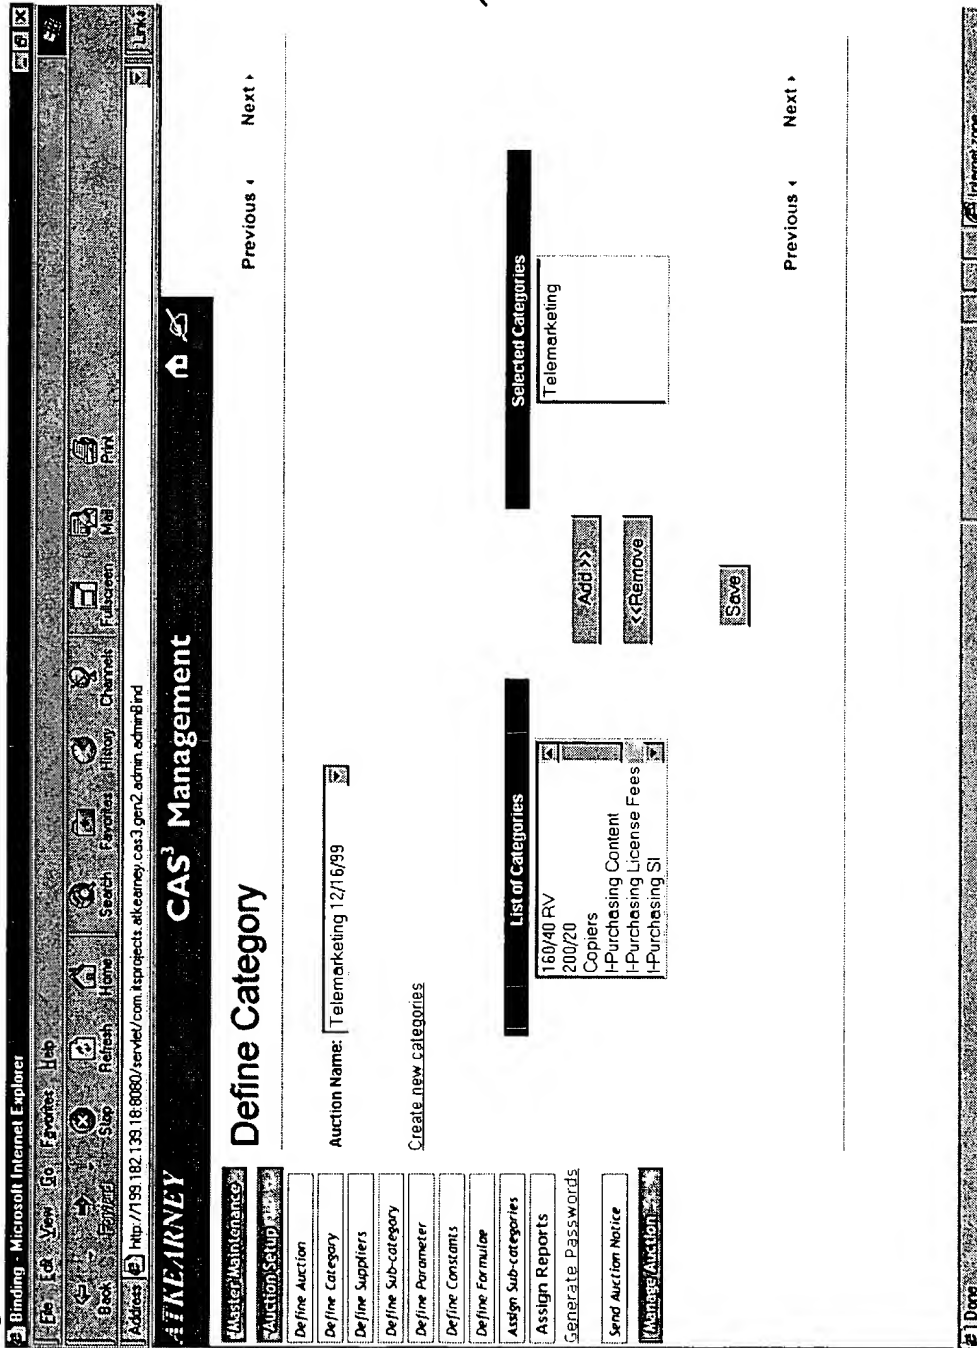 Binding - Microsoft Internet Explorer
File Edit View Go Favorites Help
Back Forward Stop Refresh Home Search Favorites History Channels Fullscreen Mail Print
Address http://199.182.139.18:8080/servlet/com.itsprojects.atkearney.cas3.gen2.admin.adminBind Links
ATKEARNEY CAS³ Management
Master Maintenance
Auction Setup
Define Auction
Define Category
Define Suppliers
Define Sub-category
Define Parameter
Define Constants
Define Formulae
Assign Sub-categories
Assign Reports
Generate Passwords
Send Auction Notice
Manage Auction
Define Category
Previous Next
Auction Name: Telemarketing 12/16/99
Create new categories
List of Categories
160/40 RV
200/20
Copiers
I-Purchasing Content
I-Purchasing License Fees
I-Purchasing SI
Add >>
<<Remove
Save
Selected Categories
Telemarketing
Previous Next
Done Internet zone